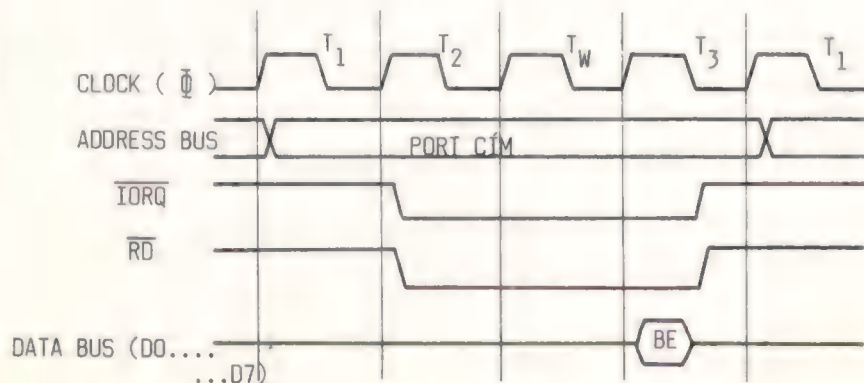 T1 T2 TW T3 T1
CLOCK ( Φ )
ADDRESS BUS PORT CÍM
IORQ
RD
DATA BUS (D0.... BE
...D7)